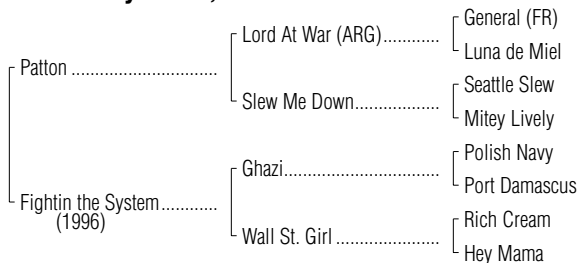 General (FR)
Lord At War (ARG)............
Luna de Miel
Patton ................................
Seattle Slew
Slew Me Down...................
Mitey Lively
Polish Navy
Ghazi...................................
Port Damascus
Fightin the System............
(1996)
Rich Cream
Wall St. Girl .......................
Hey Mama